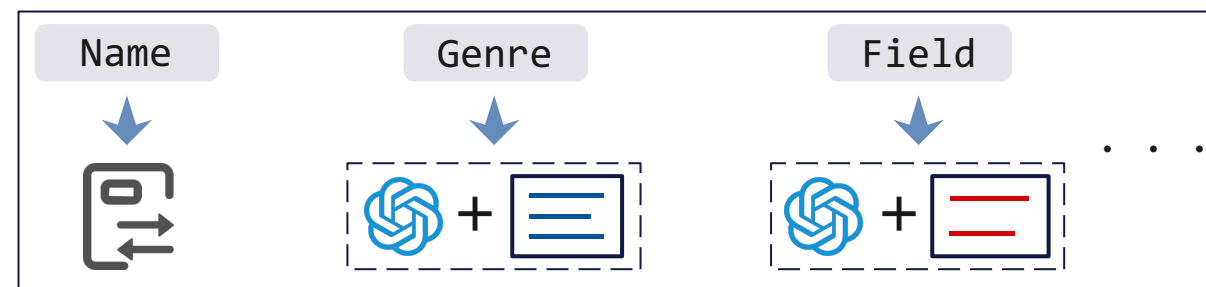 Name Genre Field
+ + . . .